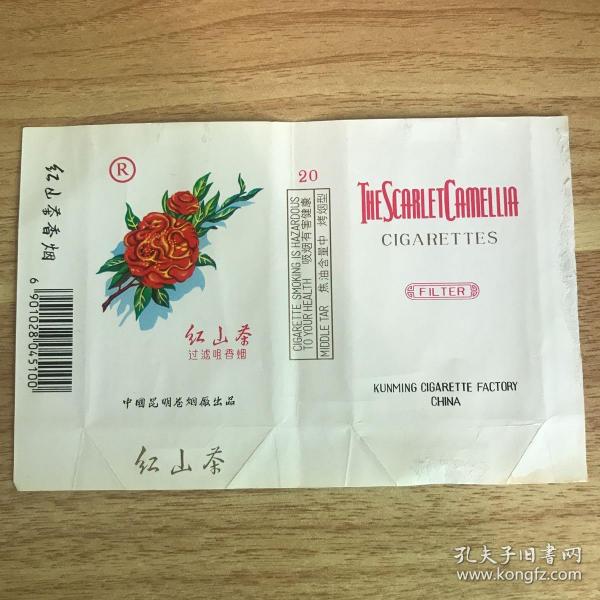 红山茶香烟
6 901028 045100
®
红山茶
过滤咀香烟
中國昆明卷烟廠出品
红山茶
20
CIGARETTE SMOKING IS HAZARDOUS
TO YOUR HEALTH 吸烟有害健康
MIDDLE TAR 焦油含量中 烤烟型
THE SCARLET CAMELLIA
CIGARETTES
FILTER
KUNMING CIGARETTE FACTORY
CHINA
孔夫子旧书网
www.kongfz.com